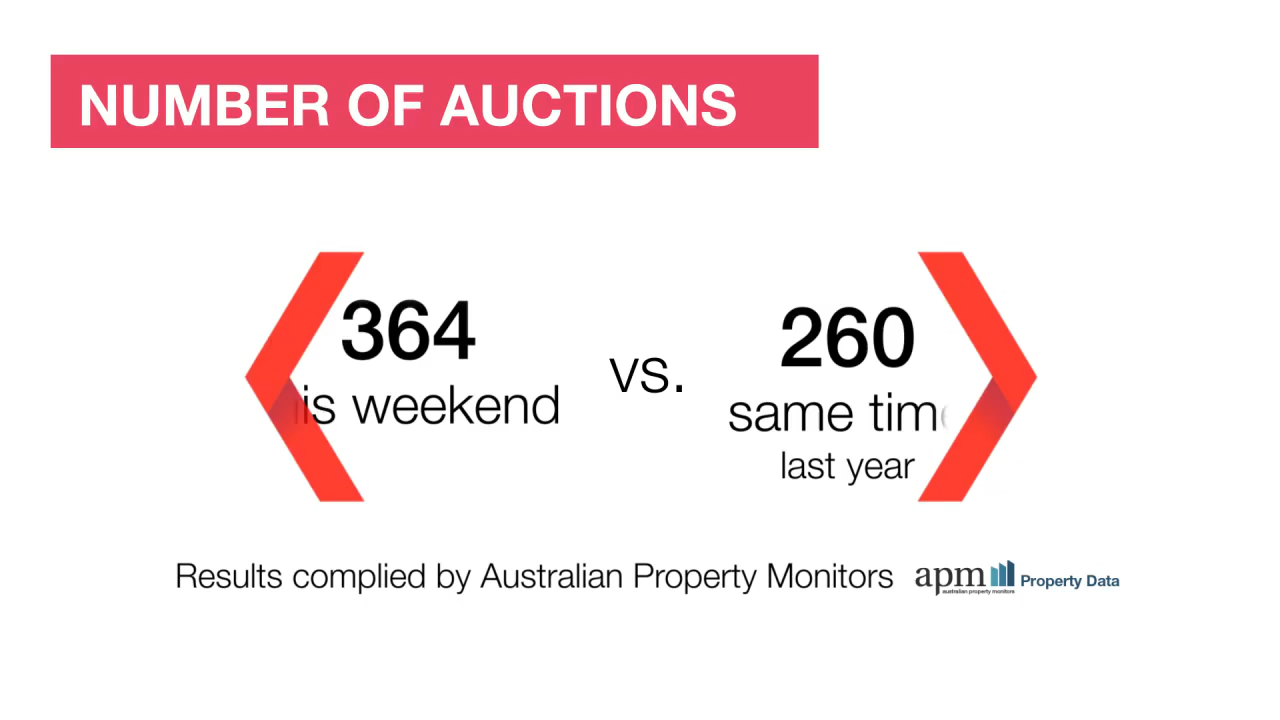 NUMBER OF AUCTIONS
364
is weekend
vs.
260
same time
last year
Results complied by Australian Property Monitors
apm Property Data
australian property monitors